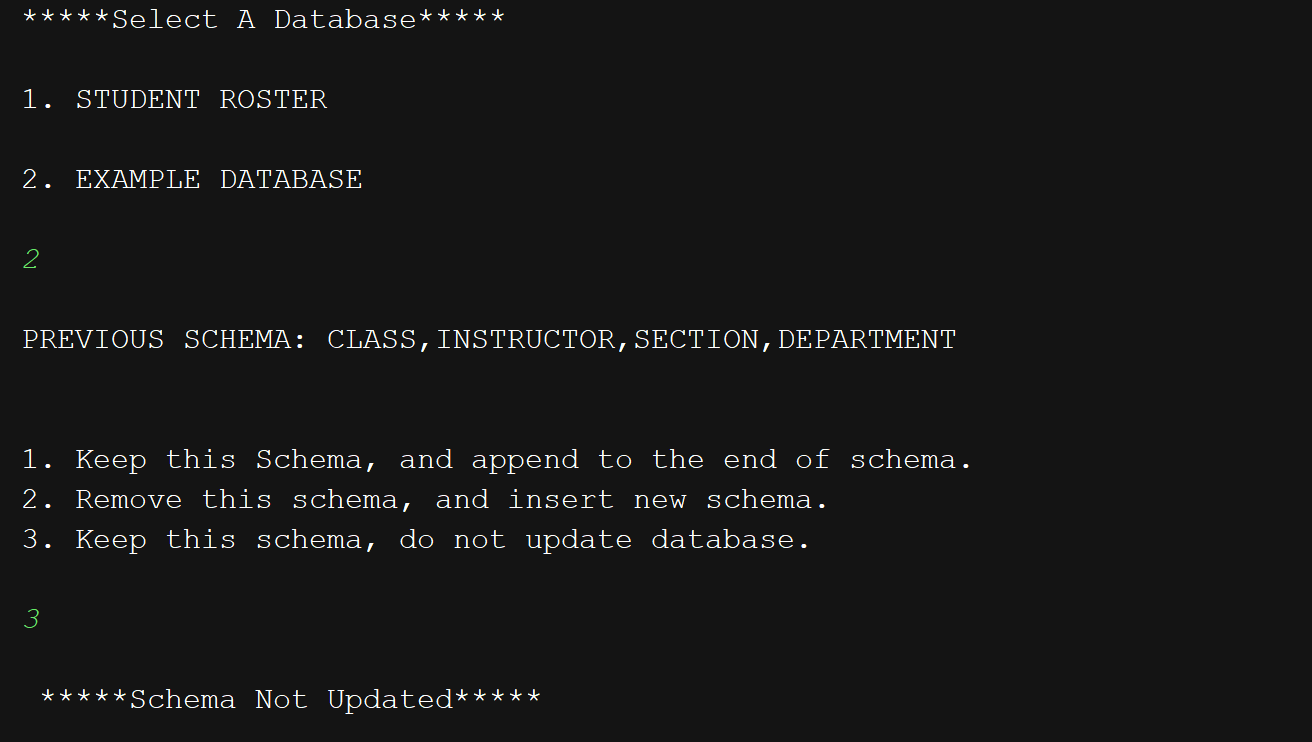 *****Select A Database*****
1. STUDENT ROSTER
2. EXAMPLE DATABASE
2
PREVIOUS SCHEMA: CLASS,INSTRUCTOR,SECTION,DEPARTMENT
1. Keep this Schema, and append to the end of schema.
2. Remove this schema, and insert new schema.
3. Keep this schema, do not update database.
3
*****Schema Not Updated*****